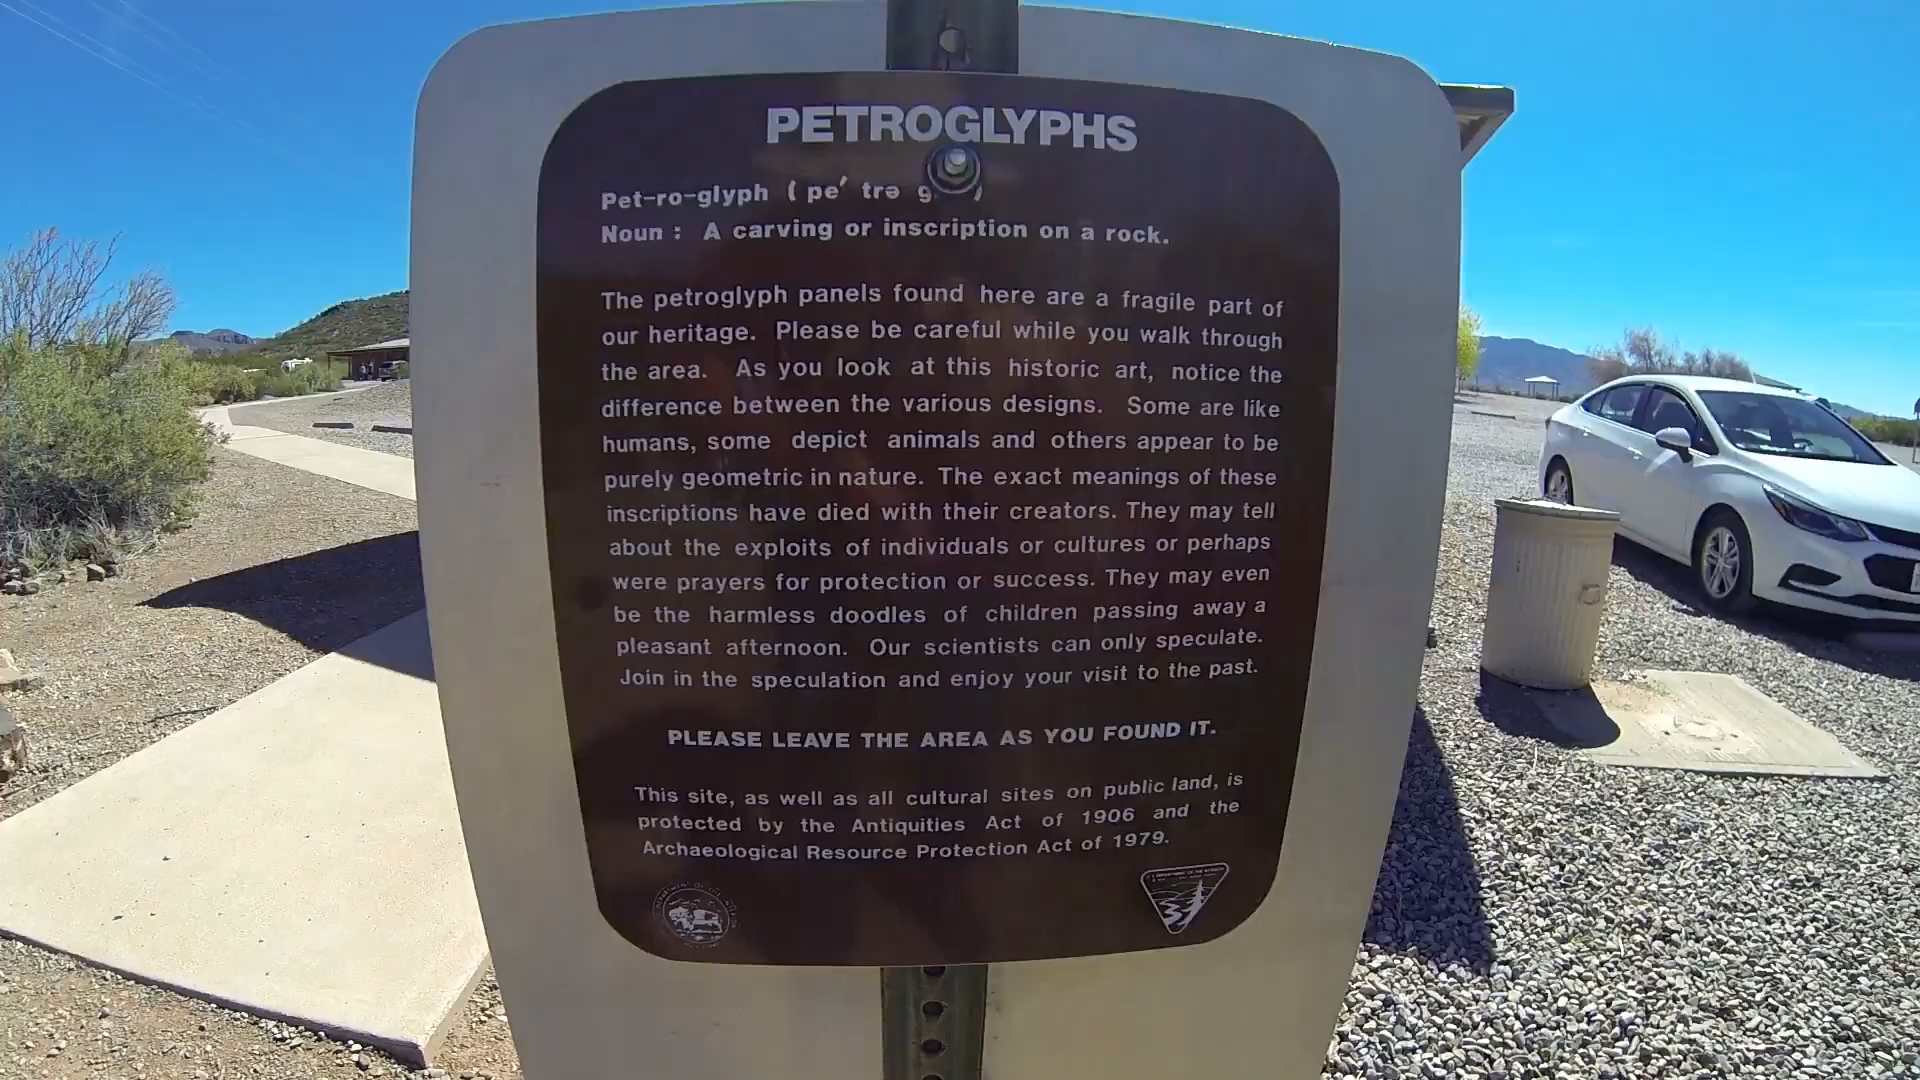 PETROGLYPHS
Pet-ro-glyph ( pe′ trə g )
Noun : A carving or inscription on a rock.
The petroglyph panels found here are a fragile part of
our heritage. Please be careful while you walk through
the area. As you look at this historic art, notice the
difference between the various designs. Some are like
humans, some depict animals and others appear to be
purely geometric in nature. The exact meanings of these
inscriptions have died with their creators. They may tell
about the exploits of individuals or cultures or perhaps
were prayers for protection or success. They may even
be the harmless doodles of children passing away a
pleasant afternoon. Our scientists can only speculate.
Join in the speculation and enjoy your visit to the past.
PLEASE LEAVE THE AREA AS YOU FOUND IT.
This site, as well as all cultural sites on public land, is
protected by the Antiquities Act of 1906 and the
Archaeological Resource Protection Act of 1979.